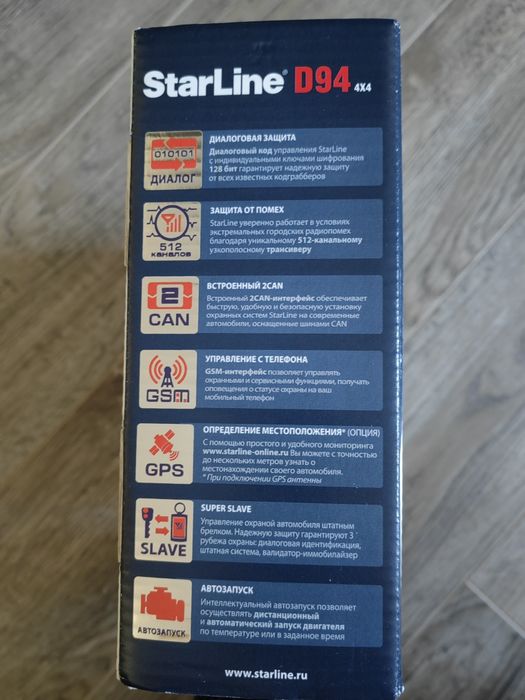 StarLine D94 4X4
ДИАЛОГОВАЯ ЗАЩИТА
Диалоговый код управления StarLine
с индивидуальными ключами шифрования
128 бит гарантирует надежную защиту
от всех известных кодграбберов
010101
ДИАЛОГ
ЗАЩИТА ОТ ПОМЕХ
StarLine уверенно работает в условиях
экстремальных городских радиопомех
благодаря уникальному 512-канальному
узкополосному трансиверу
512
КАНАЛОВ
ВСТРОЕННЫЙ 2CAN
Встроенный 2CAN-интерфейс обеспечивает
быструю, удобную и безопасную установку
охранных систем StarLine на современные
автомобили, оснащенные шинами CAN
2
CAN
УПРАВЛЕНИЕ С ТЕЛЕФОНА
GSM-интерфейс позволяет управлять
охранными и сервисными функциями, получать
оповещения о статусе охраны на ваш
мобильный телефон
GSM
ОПРЕДЕЛЕНИЕ МЕСТОПОЛОЖЕНИЯ* (ОПЦИЯ)
С помощью простого и удобного мониторинга
www.starline-online.ru Вы можете с точностью
до нескольких метров узнать о
местонахождении своего автомобиля.
* При подключении GPS антенны
GPS
SUPER SLAVE
Управление охраной автомобиля штатным
брелком. Надежную защиту гарантируют 3
рубежа охраны: диалоговая идентификация,
штатная система, валидатор-иммобилайзер
SLAVE
АВТОЗАПУСК
Интеллектуальный автозапуск позволяет
осуществлять дистанционный
и автоматический запуск двигателя
по температуре или в заданное время
АВТОЗАПУСК
www.starline.ru